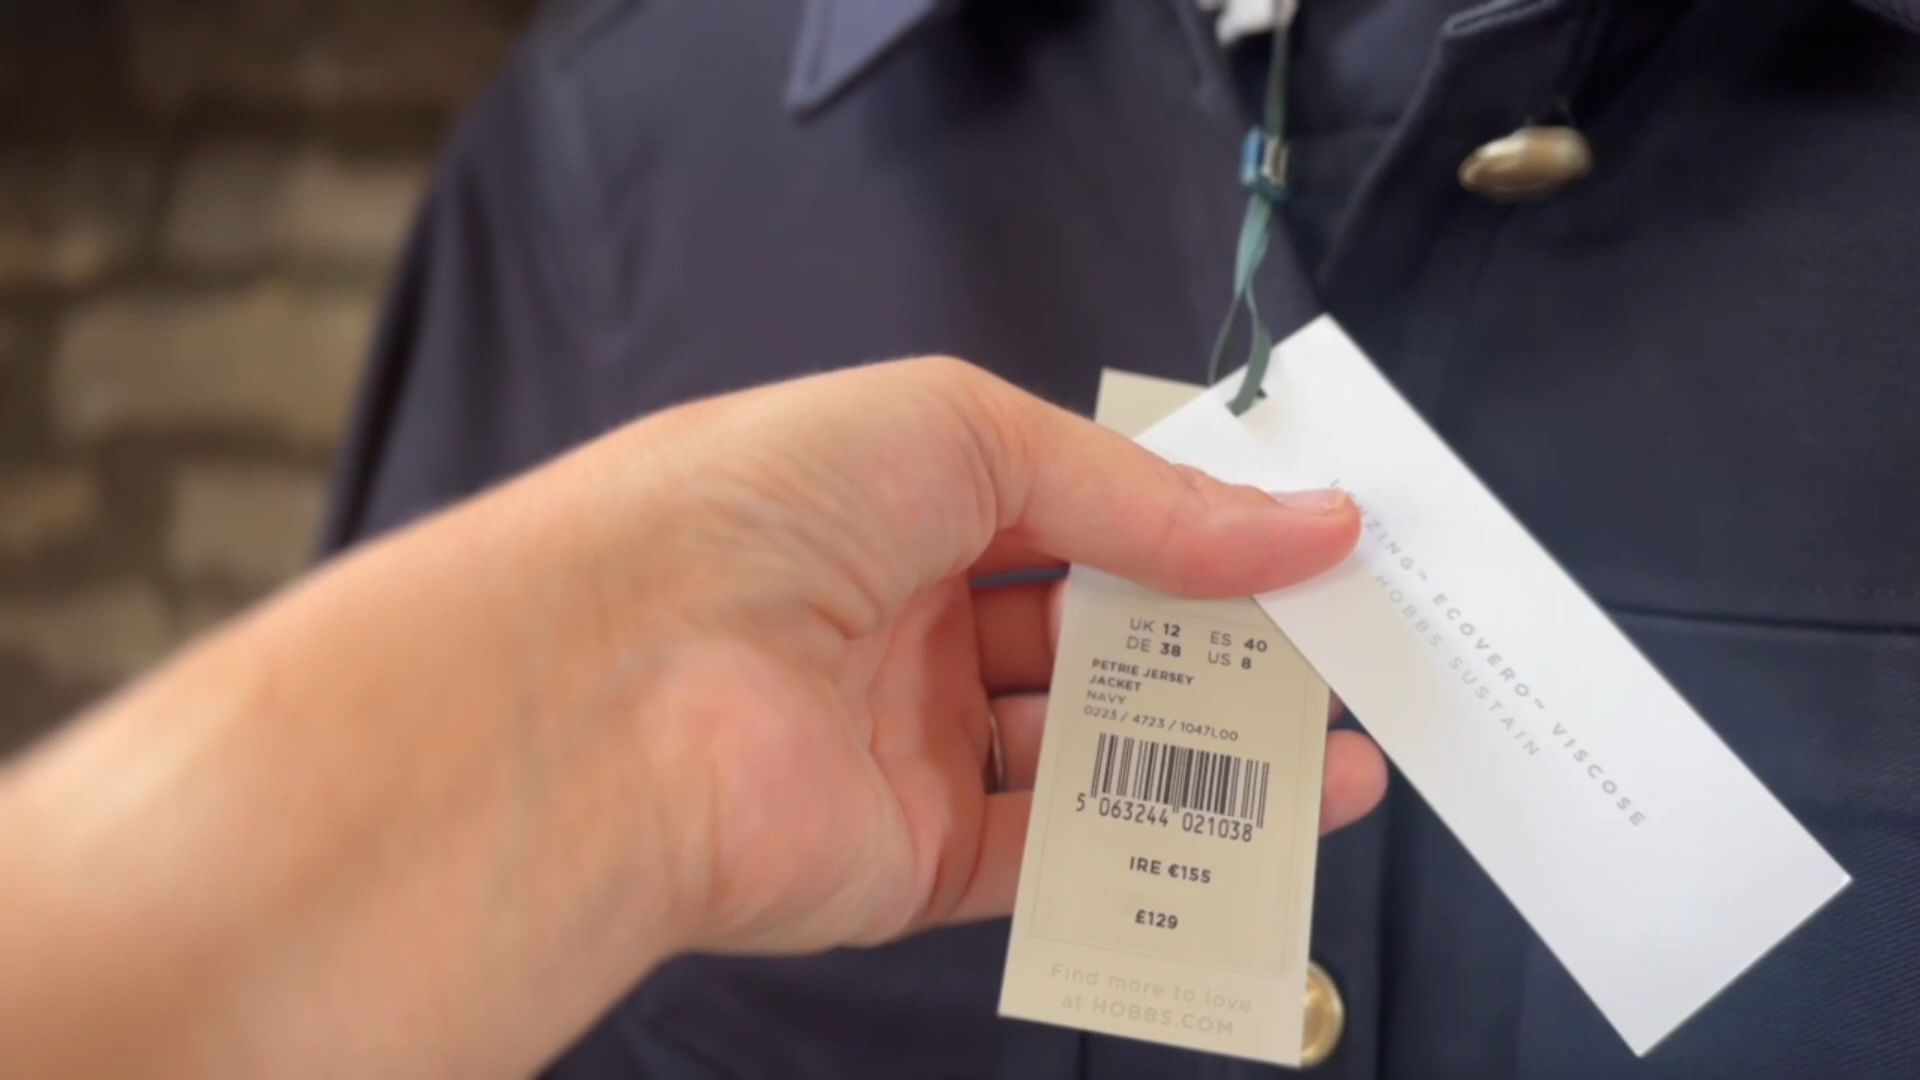 UK 12 ES 40
DE 38 US 8
PETRIE JERSEY
JACKET
NAVY
0223 / 4723 / 1047L00
5 063244 021038
IRE €155
£129
Find more to love
at HOBBS.COM
ECOVERO™ VISCOSE
HOBBS SUSTAIN